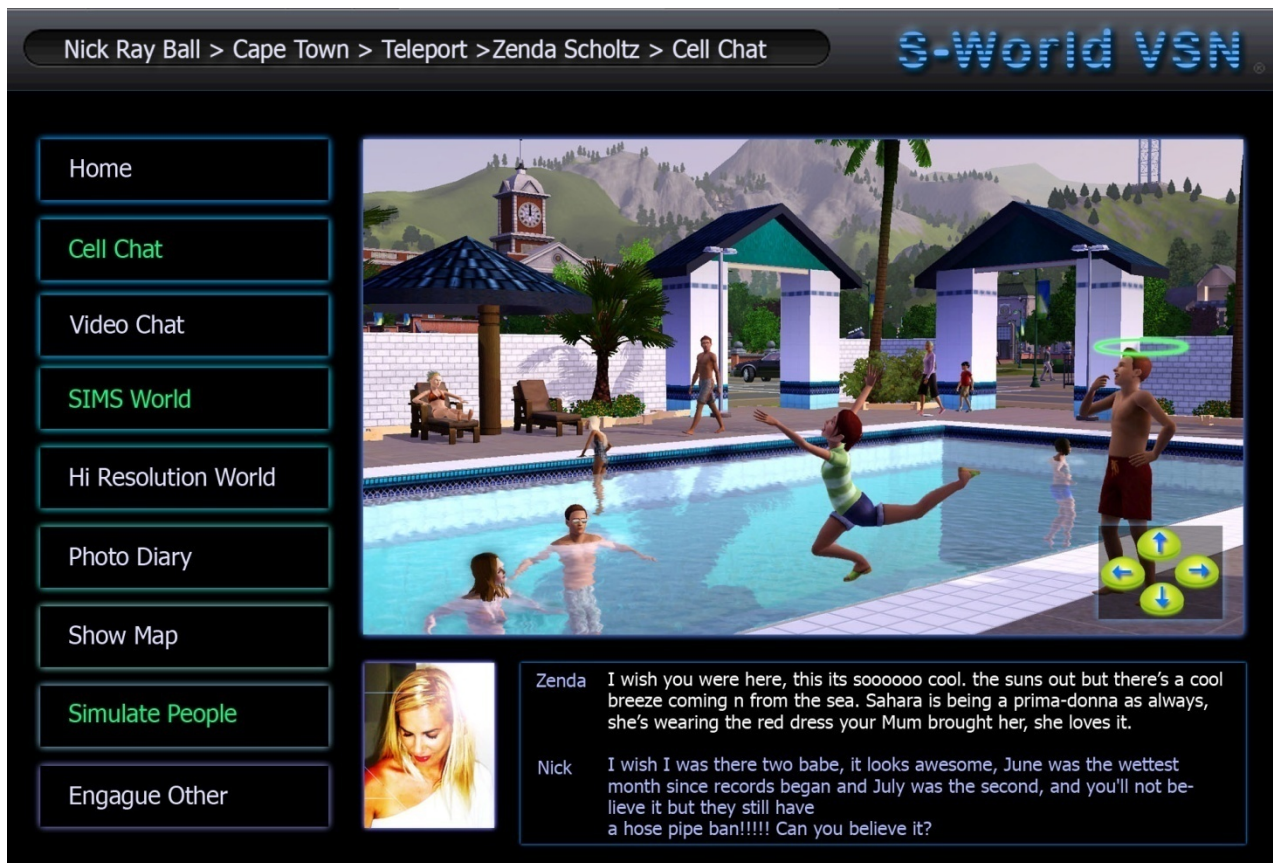 Nick Ray Ball > Cape Town > Teleport >Zenda Scholtz > Cell Chat
S-World VSN ®
Home
Cell Chat
Video Chat
SIMS World
Hi Resolution World
Photo Diary
Show Map
Simulate People
Engague Other
Zenda I wish you were here, this its soooooo cool. the suns out but there’s a cool
breeze coming n from the sea. Sahara is being a prima-donna as always,
she’s wearing the red dress your Mum brought her, she loves it.
Nick I wish I was there two babe, it looks awesome, June was the wettest
month since records began and July was the second, and you'll not be-
lieve it but they still have
a hose pipe ban!!!!! Can you believe it?